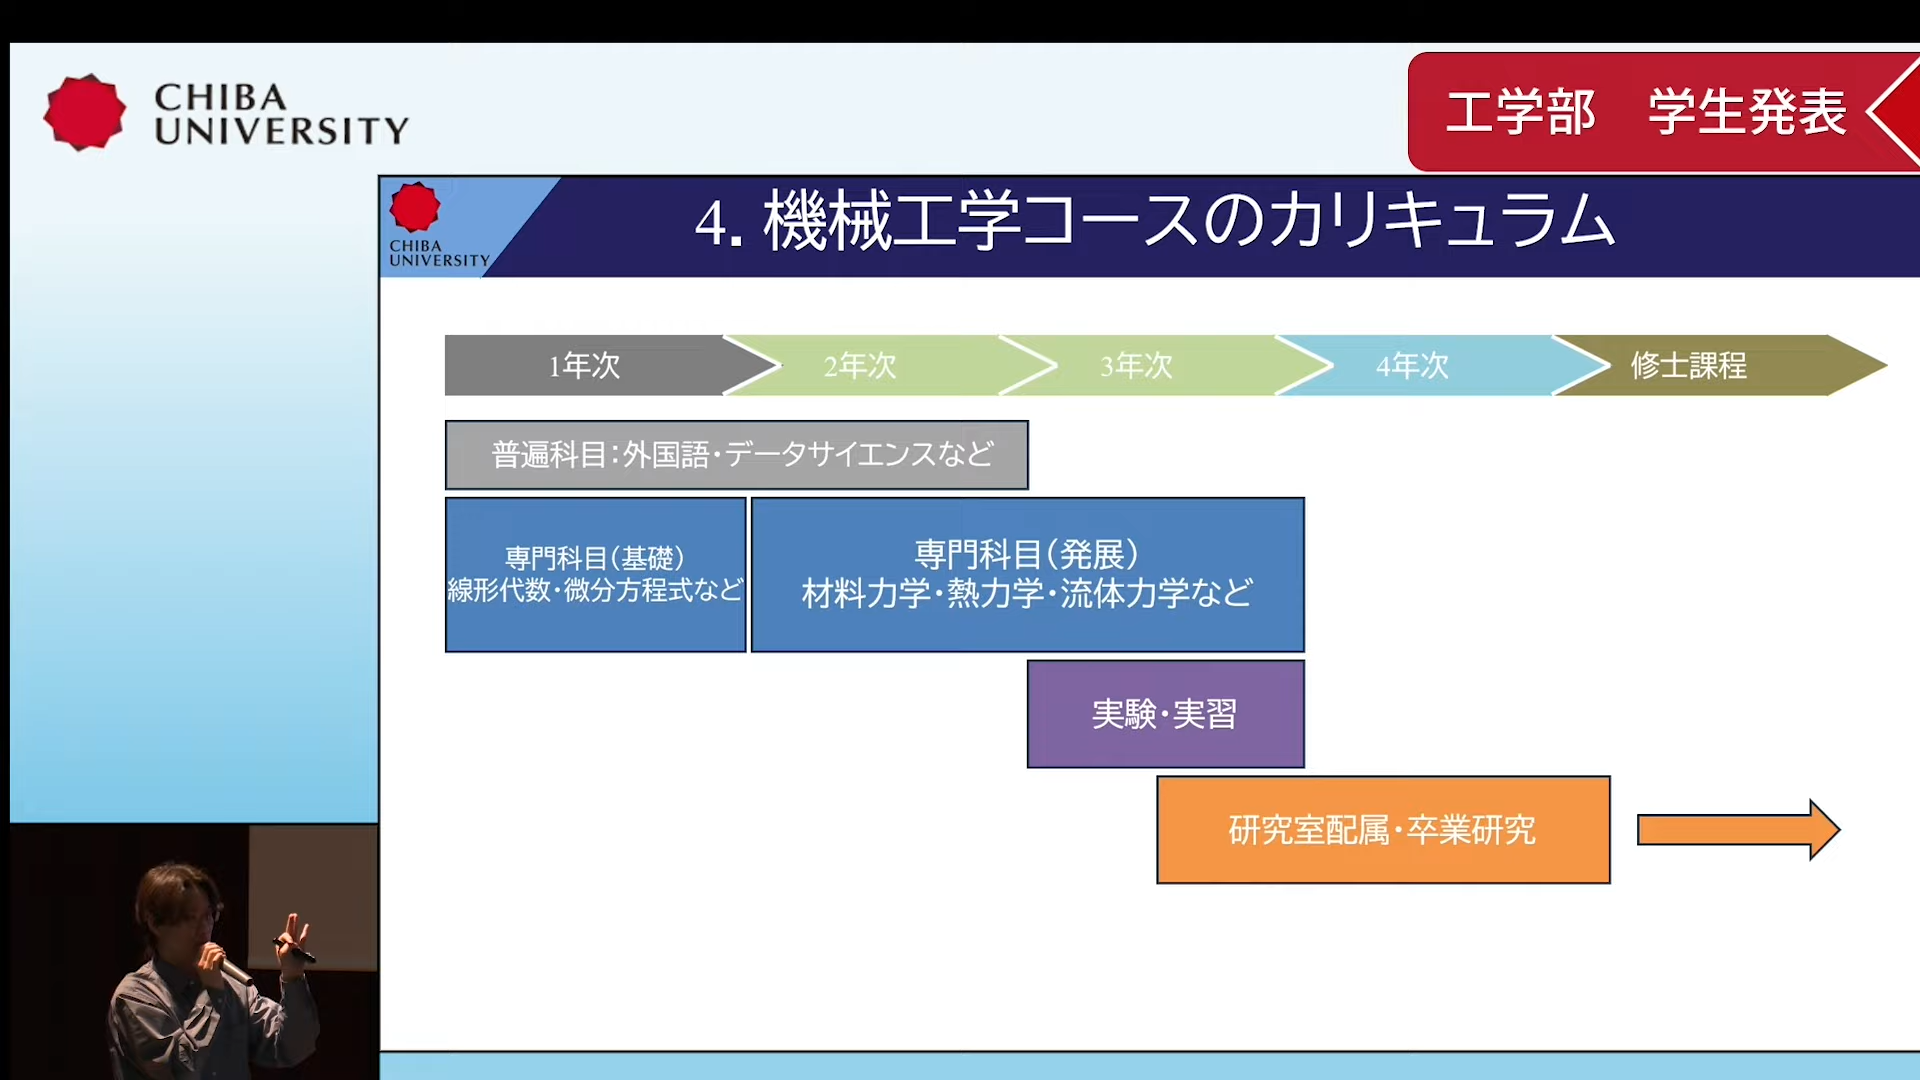 CHIBA
UNIVERSITY
工学部　学生発表
CHIBA
UNIVERSITY
4. 機械工学コースのカリキュラム
1年次
2年次
3年次
4年次
修士課程
普遍科目：外国語・データサイエンスなど
専門科目（基礎）
線形代数・微分方程式など
専門科目（発展）
材料力学・熱力学・流体力学など
実験・実習
研究室配属・卒業研究